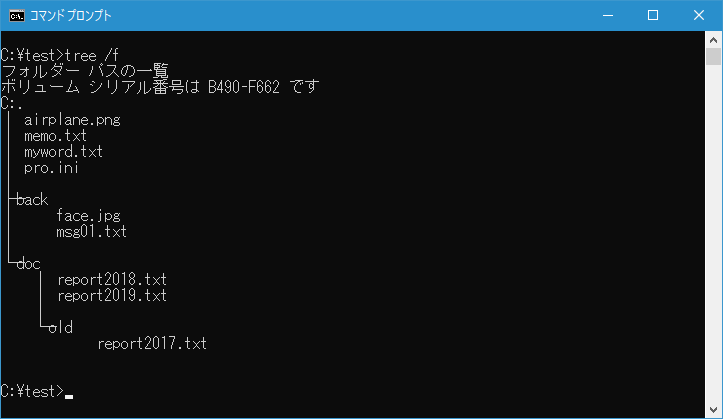 コマンドプロンプト
C:¥test>tree /f
フォルダー パスの一覧
ボリューム シリアル番号は B490-F662 です
C:.
airplane.png
memo.txt
myword.txt
pro.ini
back
face.jpg
msg01.txt
doc
report2018.txt
report2019.txt
old
report2017.txt
C:¥test>